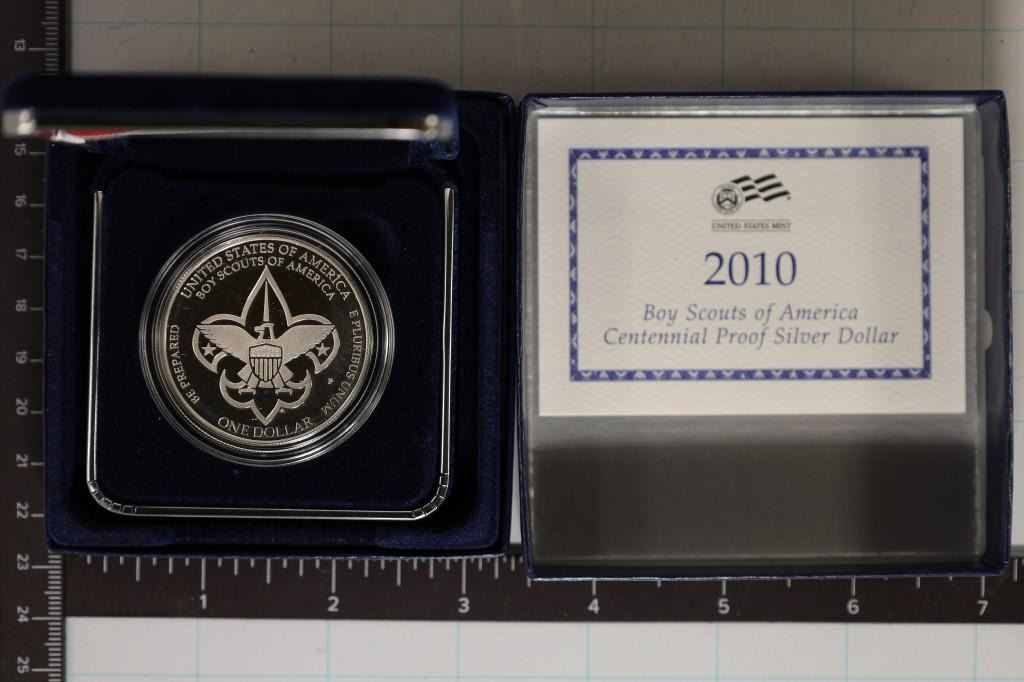 UNITED STATES OF AMERICA
BOY SCOUTS OF AMERICA
BE PREPARED
E PLURIBUS UNUM
ONE DOLLAR
UNITED STATES MINT
2010
Boy Scouts of America
Centennial Proof Silver Dollar
13
15
16
17
18
19
20
21
22
23
24
25
1 2 3 4 5 6 7